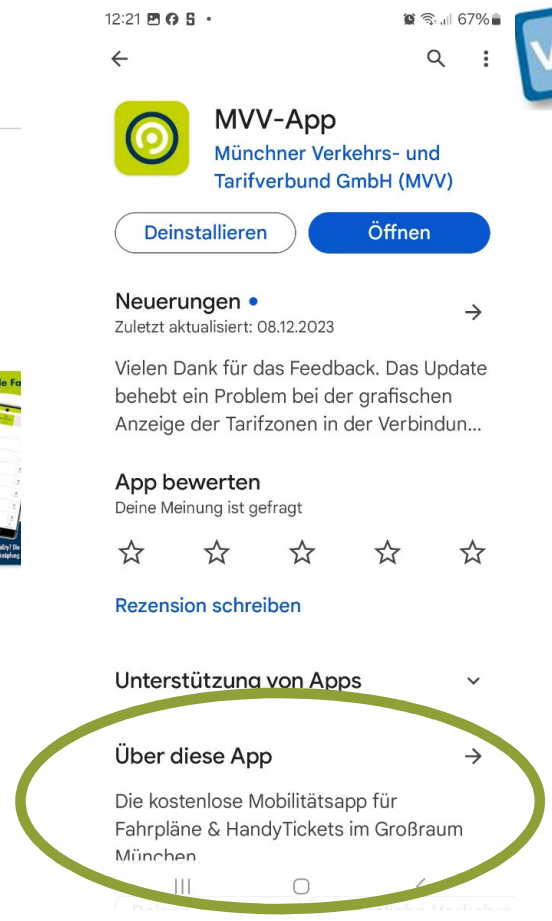 12:21
67%
MVV-App
Münchner Verkehrs- und
Tarifverbund GmbH (MVV)
Deinstallieren
Öffnen
Neuerungen
Zuletzt aktualisiert: 08.12.2023
Vielen Dank für das Feedback. Das Update
behebt ein Problem bei der grafischen
Anzeige der Tarifzonen in der Verbindun...
App bewerten
Deine Meinung ist gefragt
Rezension schreiben
Unterstützung von Apps
Über diese App
Die kostenlose Mobilitätsapp für
Fahrpläne & HandyTickets im Großraum
München.